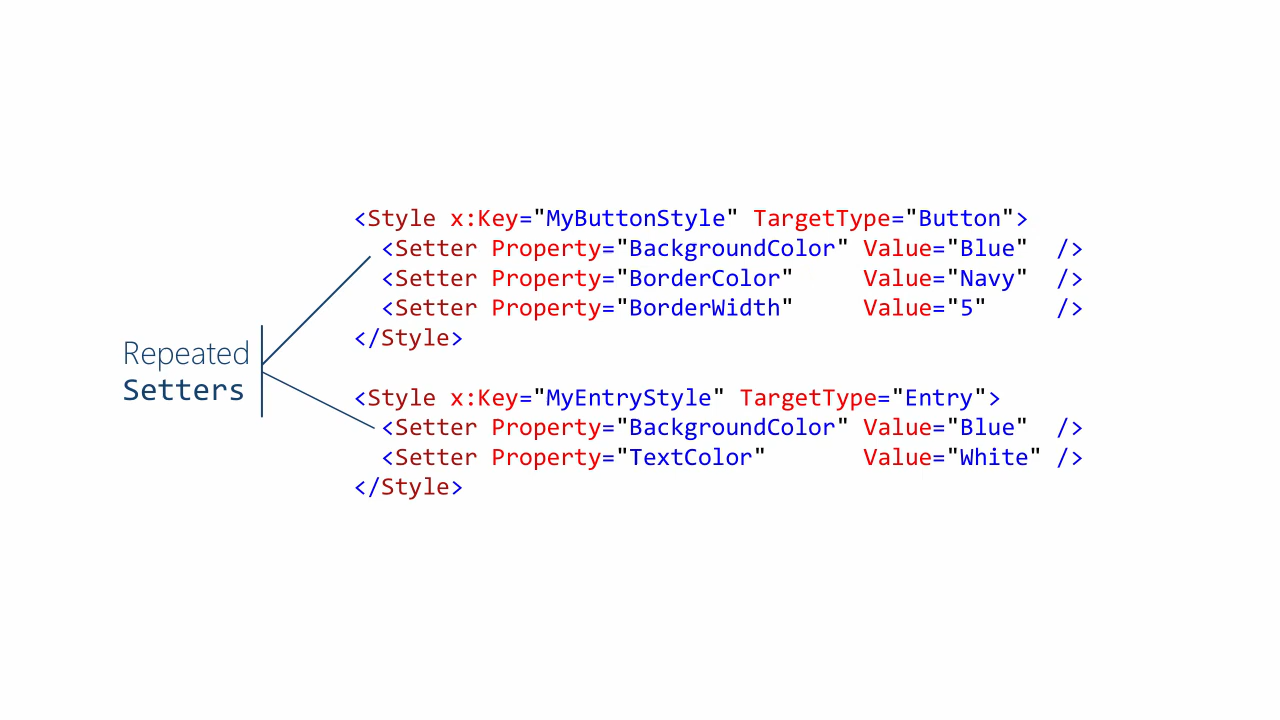 <Style x:Key="MyButtonStyle" TargetType="Button">
  <Setter Property="BackgroundColor" Value="Blue"  />
  <Setter Property="BorderColor"     Value="Navy"  />
  <Setter Property="BorderWidth"     Value="5"     />
</Style>
Repeated
Setters
<Style x:Key="MyEntryStyle" TargetType="Entry">
  <Setter Property="BackgroundColor" Value="Blue"  />
  <Setter Property="TextColor"       Value="White" />
</Style>